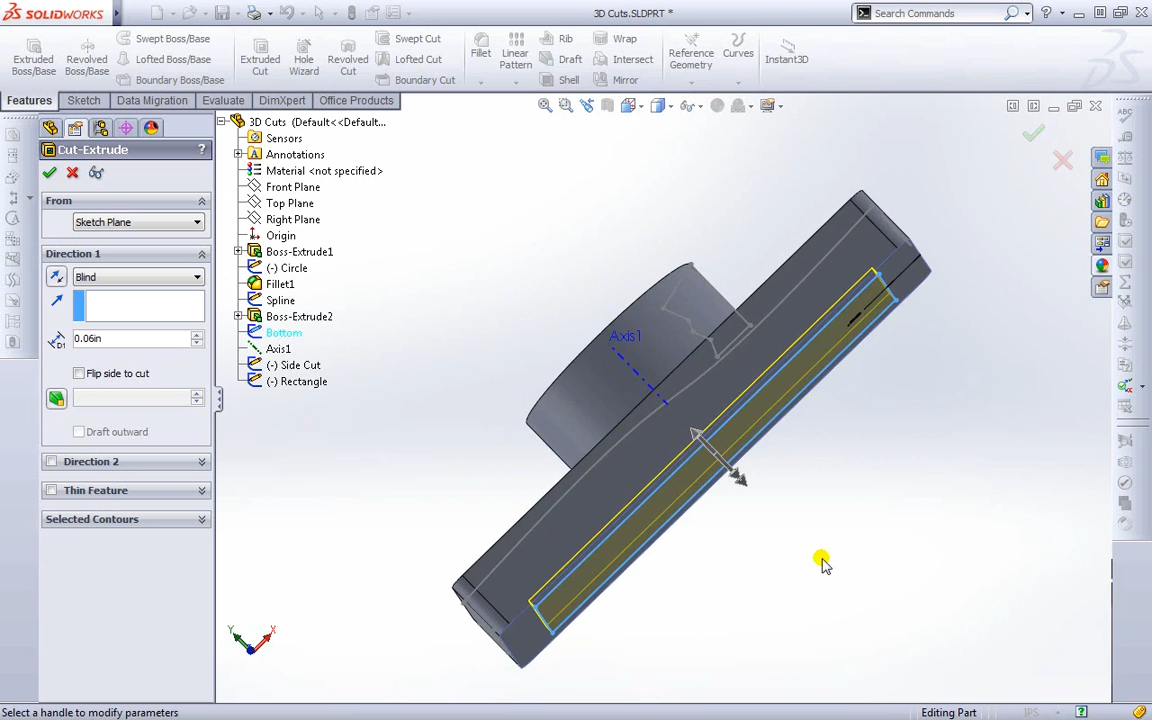 SOLIDWORKS
3D Cuts.SLDPRT *
Search Commands
Extruded Boss/Base
Revolved Boss/Base
Swept Boss/Base
Lofted Boss/Base
Boundary Boss/Base
Extruded Cut
Hole Wizard
Revolved Cut
Swept Cut
Lofted Cut
Boundary Cut
Fillet
Linear Pattern
Rib
Draft
Shell
Wrap
Intersect
Mirror
Reference Geometry
Curves
Instant3D
Features
Sketch
Data Migration
Evaluate
DimXpert
Office Products
Cut-Extrude
?
From
Sketch Plane
Direction 1
Blind
D1
0.06in
Flip side to cut
Draft outward
Direction 2
Thin Feature
Selected Contours
3D Cuts (Default<<Default...
Sensors
Annotations
Material <not specified>
Front Plane
Top Plane
Right Plane
Origin
Boss-Extrude1
(-) Circle
Fillet1
Spline
Boss-Extrude2
Bottom
Axis1
(-) Side Cut
(-) Rectangle
Axis1
Y
X
Select a handle to modify parameters
Editing Part
IPS